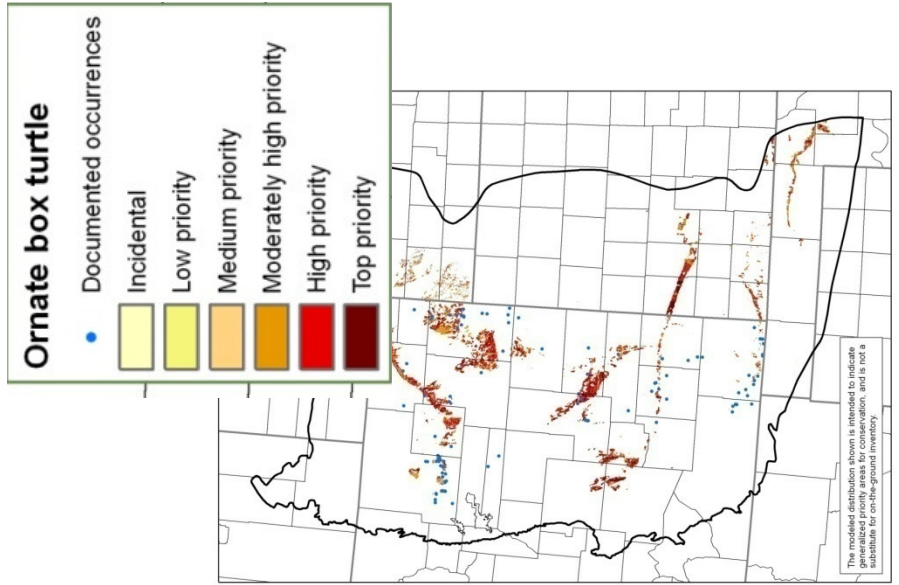 Ornate box turtle
Documented occurrences
Incidental
Low priority
Medium priority
Moderately high priority
High priority
Top priority
The modeled distribution shown is intended to indicate
generalized priority areas for conservation, and is not a
substitute for on-the-ground inventory.